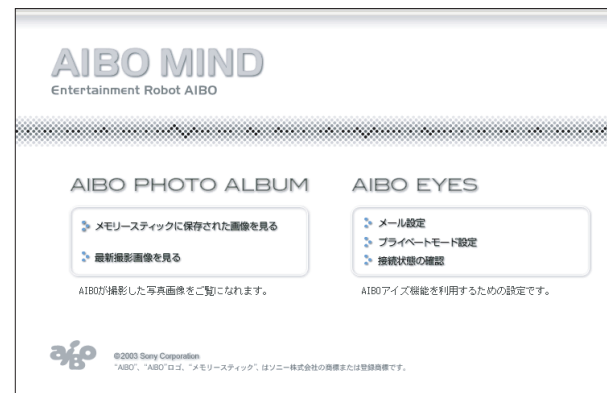 AIBO MIND
Entertainment Robot AIBO
AIBO PHOTO ALBUM
メモリースティックに保存された画像を見る
最新撮影画像を見る
AIBOが撮影した写真画像をご覧になれます。
AIBO EYES
メール設定
プライベートモード設定
接続状態の確認
AIBOアイズ機能を利用するための設定です。
aibo
©2003 Sony Corporation
"AIBO"、"AIBO"ロゴ、"メモリースティック"、はソニー株式会社の商標または登録商標です。